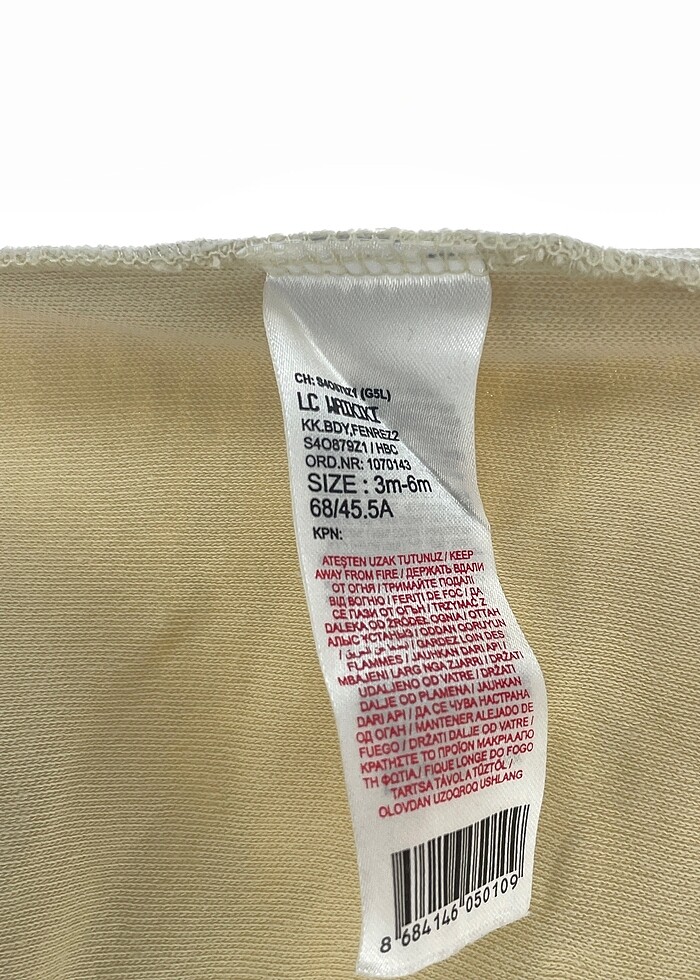 CH: S4O879Z1 (G5L)
LC WAIKIKI
KK.BDY,FENREZ2
S4O879Z1 / HBC
ORD.NR: 1070143
SIZE : 3m-6m
68/45.5A
KPN:
ATEŞTEN UZAK TUTUNUZ / KEEP
AWAY FROM FIRE / ДЕРЖАТЬ ВДАЛИ
ОТ ОГНЯ / ТРИМАЙТЕ ПОДАЛІ
ВІД ВОГНЮ / FERIȚI DE FOC / ДА
СЕ ПАЗИ ОТ ОГЪН / TRZYMAĆ Z
DALEKA OD ŹRÓDEŁ OGNIA / ОТТАН
АЛЫС ҰСТАҢЫЗ / ODDAN QORUYUN
/ يبعد عن الحريق / GARDEZ LOIN DES
FLAMMES / JAUHKAN DARI API /
MBAJENI LARG NGA ZJARRI / DRŽATI
UDALJENO OD VATRE / DRŽATI
DALJE OD PLAMENA / JAUHKAN
DARI API / ДА СЕ ЧУВА НАСТРАНА
ОД ОГАН / MANTENER ALEJADO DE
FUEGO / DRŽATI DALJE OD VATRE /
ΚΡΑΤΗΣΤΕ ΤΟ ΠΡΟΪΟΝ ΜΑΚΡΙΑ ΑΠΟ
ΤΗ ΦΩΤΙΑ / FIQUE LONGE DO FOGO
TARTSA TÁVOL A TŰZTŐL /
OLOVDAN UZOQROQ USHLANG
8 684146 050109